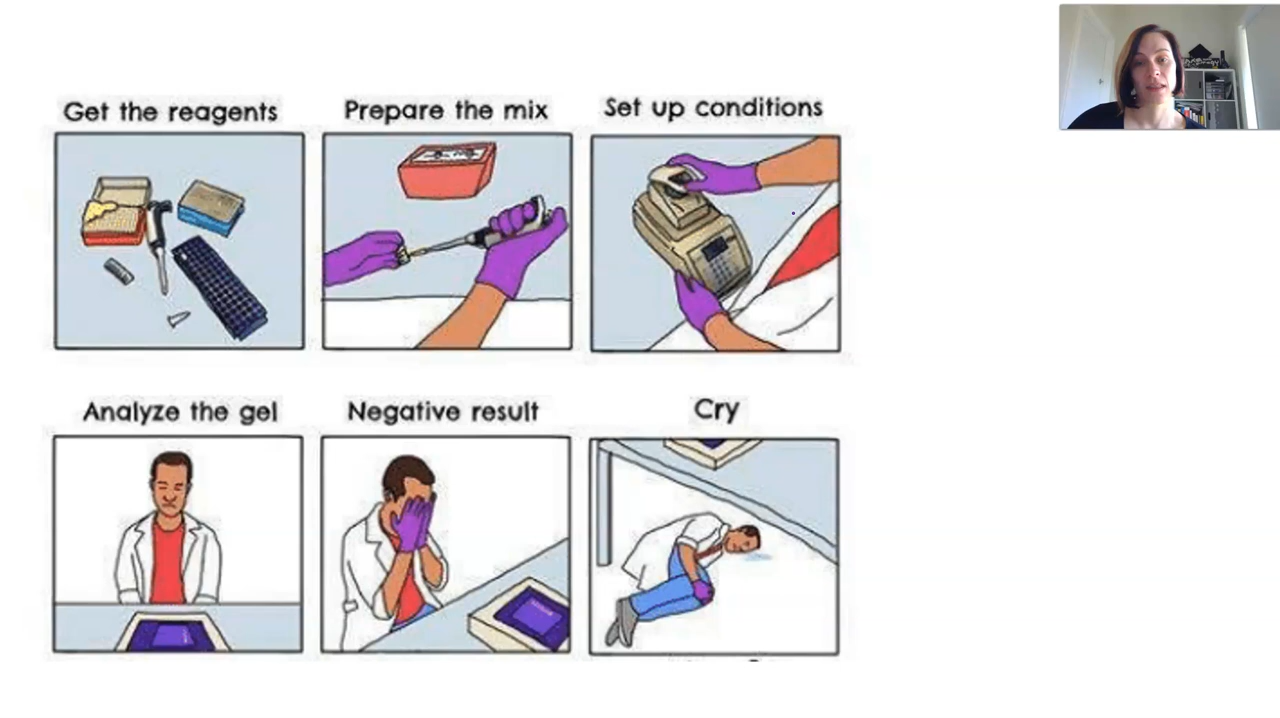 Get the reagents
Prepare the mix
Set up conditions
Analyze the gel
Negative result
Cry